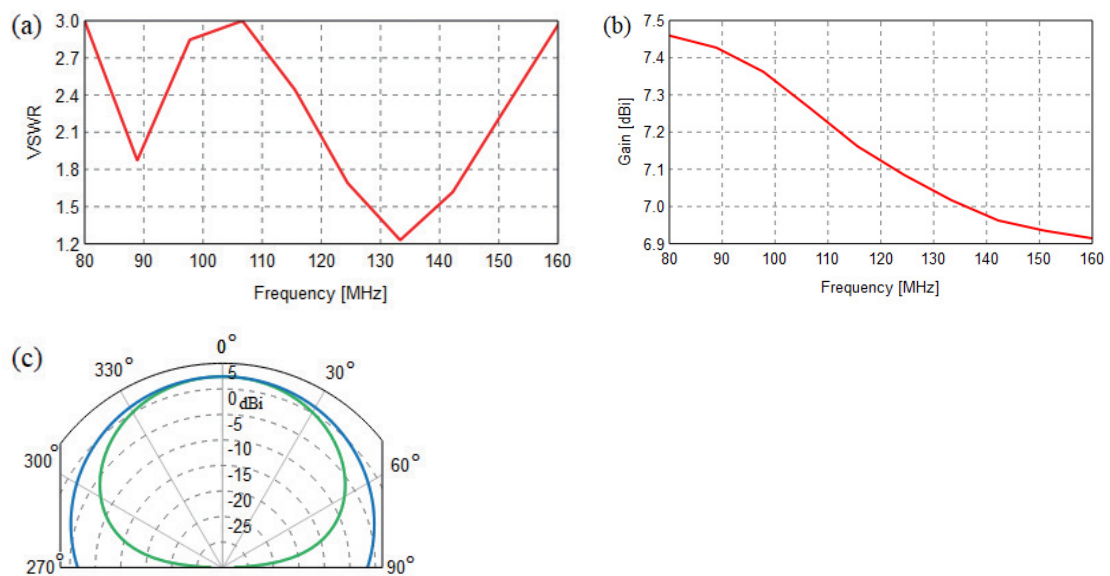 (a)
3.0
2.7
2.4
2.1
1.8
1.5
1.2
VSWR
80 90 100 110 120 130 140 150 160
Frequency [MHz]
(b)
7.5
7.4
7.3
7.2
7.1
7.0
6.9
Gain [dBi]
80 90 100 110 120 130 140 150 160
Frequency [MHz]
(c)
0°
330° 30°
300° 60°
270° 90°
5
0
dBi
-5
-10
-15
-20
-25